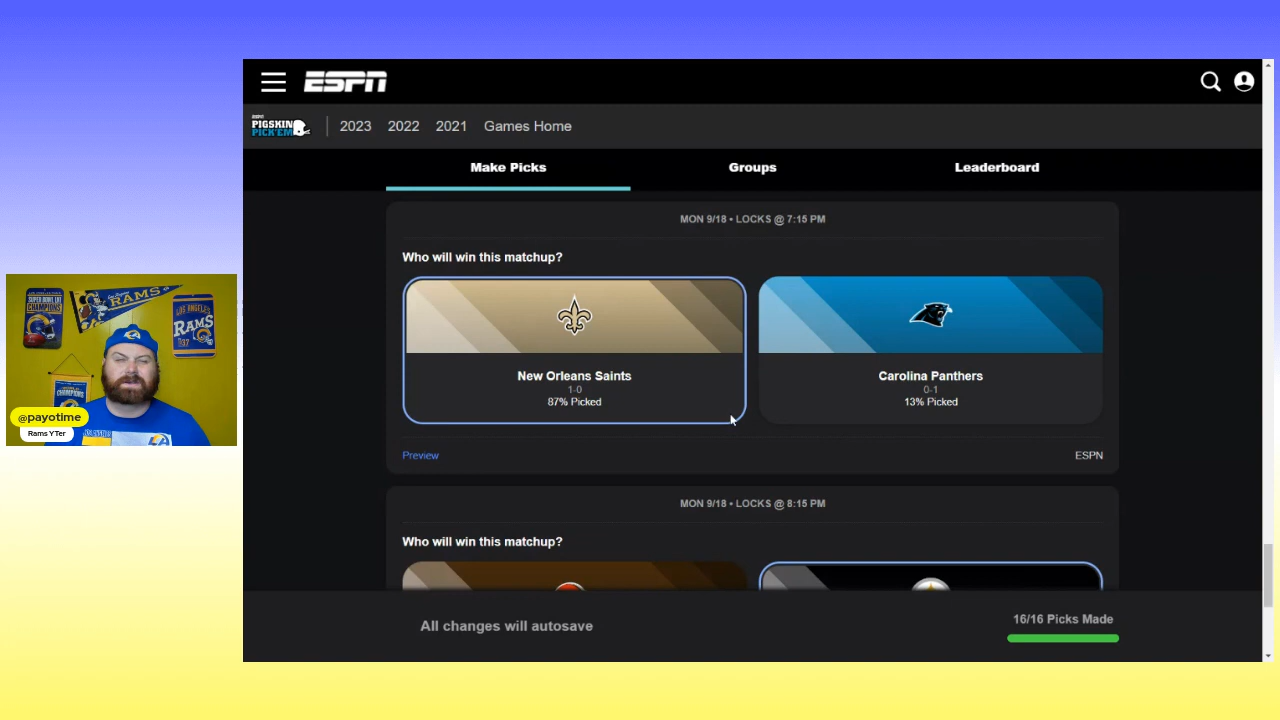 ESPN
ESPN
PIGSKIN
PICK'EM
2023
2022
2021
Games Home
Make Picks
Groups
Leaderboard
MON 9/18 • LOCKS @ 7:15 PM
Who will win this matchup?
New Orleans Saints
1-0
87% Picked
Carolina Panthers
0-1
13% Picked
Preview
ESPN
MON 9/18 • LOCKS @ 8:15 PM
Who will win this matchup?
All changes will autosave
16/16 Picks Made
RAMS
RAMS
CHAMPIONS
@payotime
Rams YTer